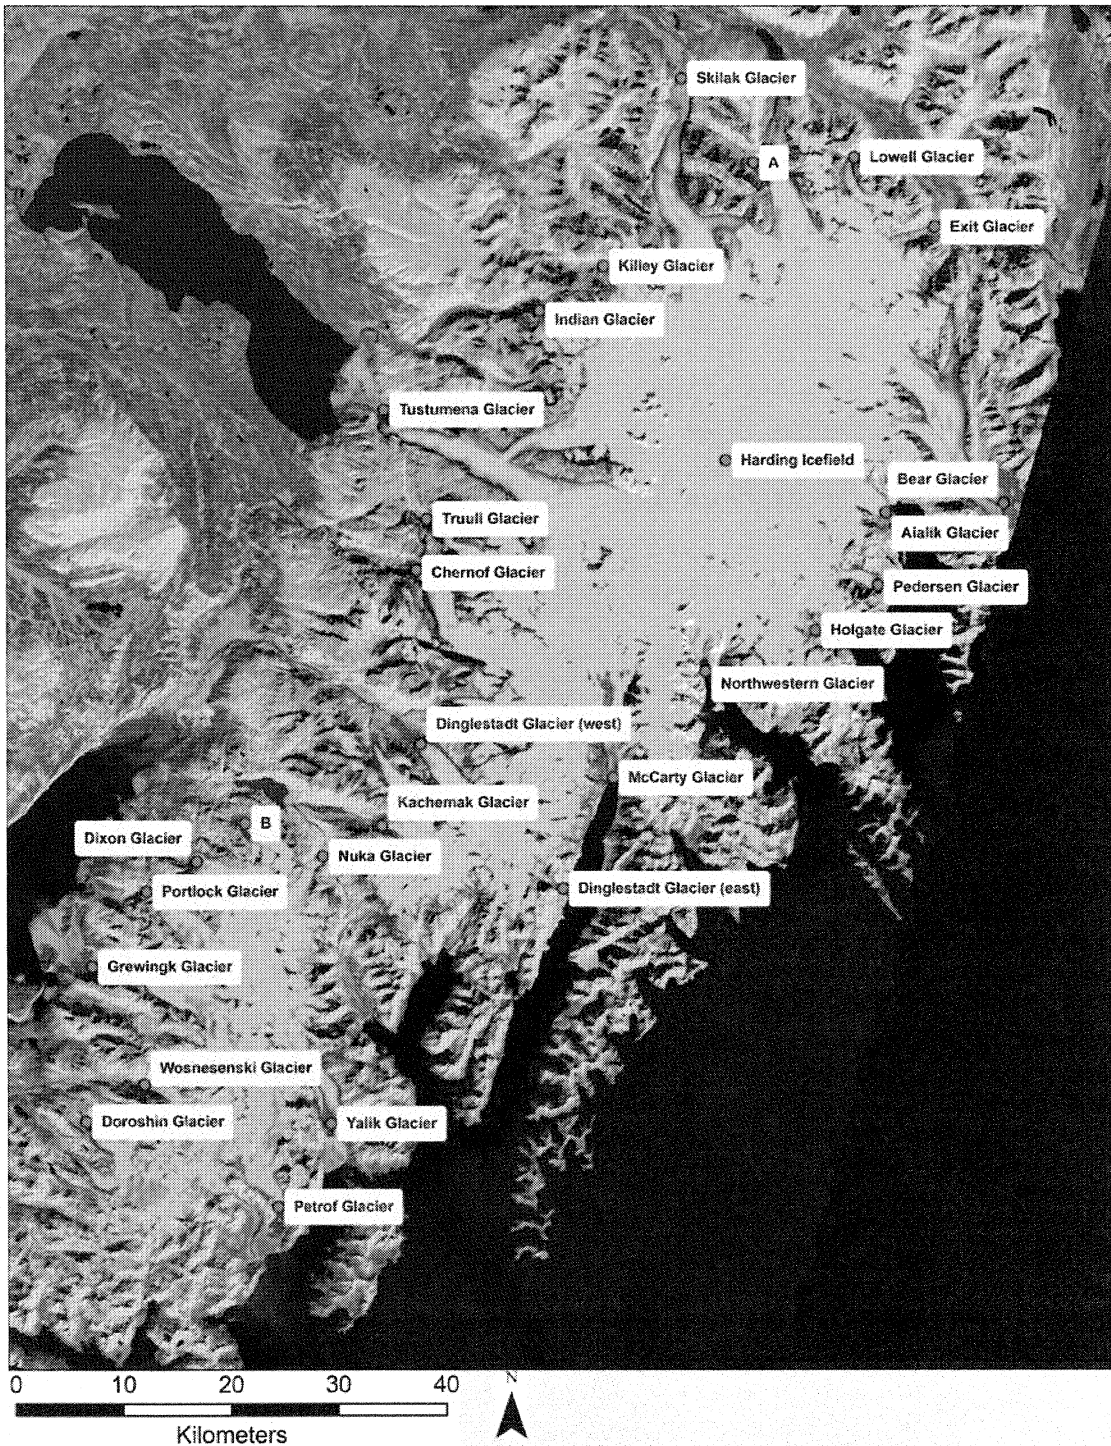 Skilak Glacier
A
Lowell Glacier
Exit Glacier
Killey Glacier
Indian Glacier
Tustumena Glacier
Harding Icefield
Bear Glacier
Truuli Glacier
Aialik Glacier
Chernof Glacier
Pedersen Glacier
Holgate Glacier
Northwestern Glacier
Dinglestadt Glacier (west)
McCarty Glacier
Kachemak Glacier
B
Dixon Glacier
Nuka Glacier
Portlock Glacier
Dinglestadt Glacier (east)
Grewingk Glacier
Wosnesenski Glacier
Doroshin Glacier
Yalik Glacier
Petrof Glacier
0 10 20 30 40
N
Kilometers